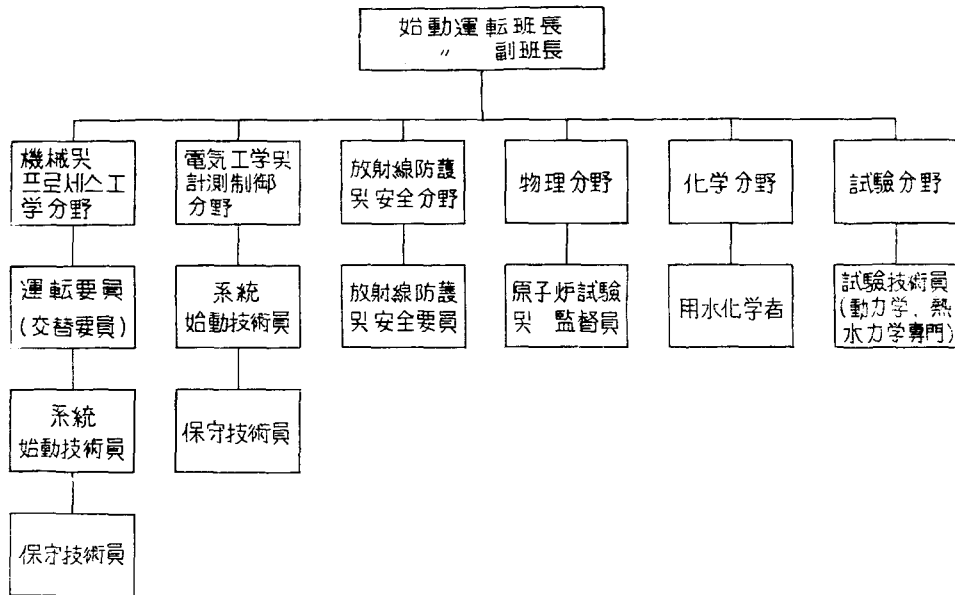 始動運転班長
〃 副班長
機械및
프로세스工
学分野
電気工学및
計測制御
分野
放射線防護
및安全分野
物理分野
化学分野
試験分野
運転要員
(交替要員)
系統
始動技術員
放射線防護
및安全要員
原子炉試験
및 監督員
用水化学者
試験技術員
(動力学、熱
水力学専門)
系統
始動技術員
保守技術員
保守技術員